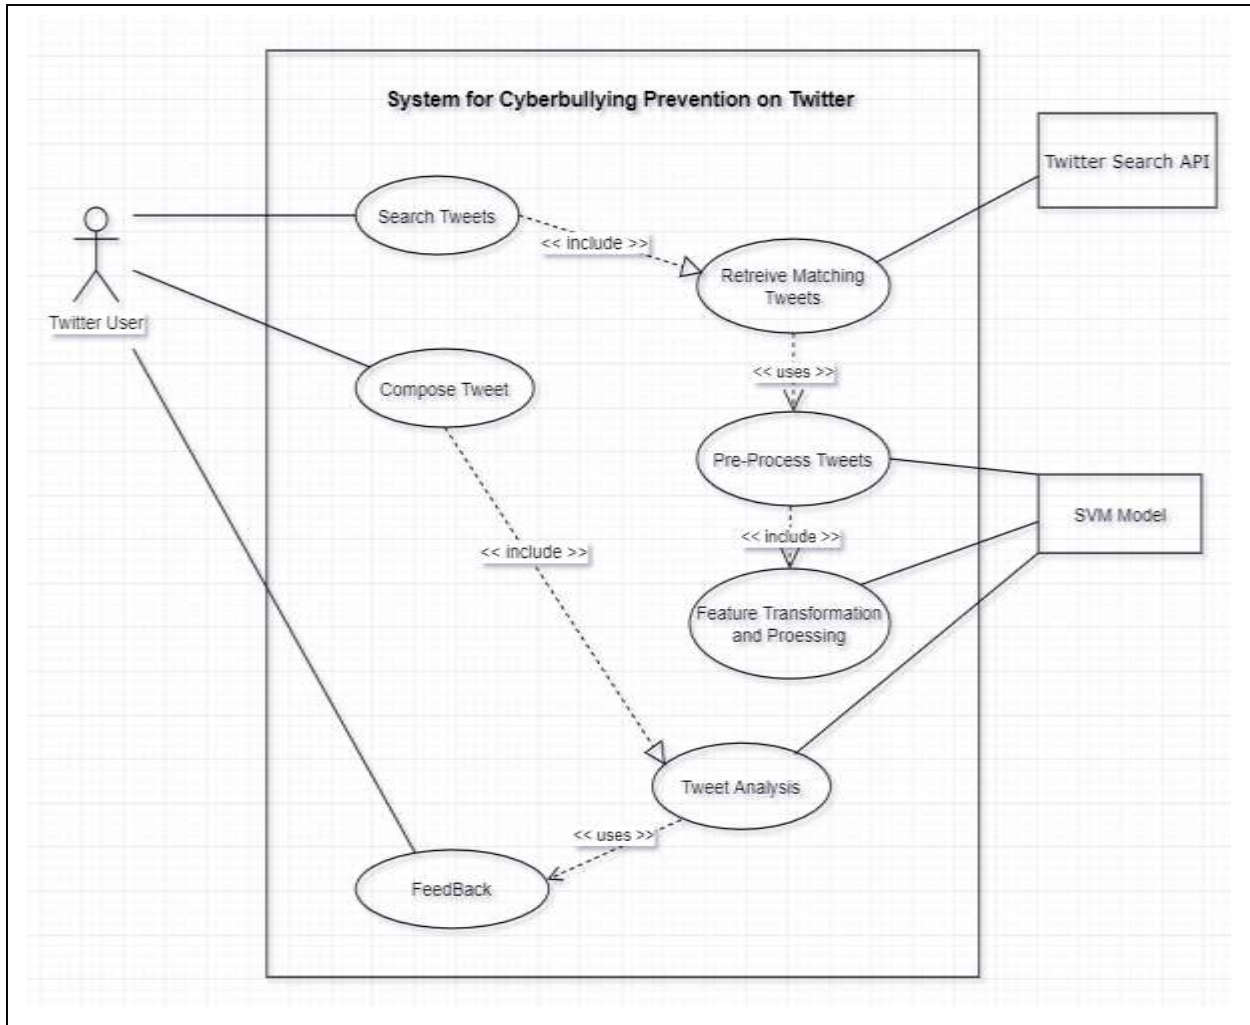 System for Cyberbullying Prevention on Twitter
Twitter Search API
Search Tweets
<< include >>
Retreive Matching
Tweets
Twitter User
<< uses >>
Compose Tweet
Pre-Process Tweets
SVM Model
<< include >>
<< include >>
Feature Transformation
and Proessing
Tweet Analysis
<< uses >>
FeedBack